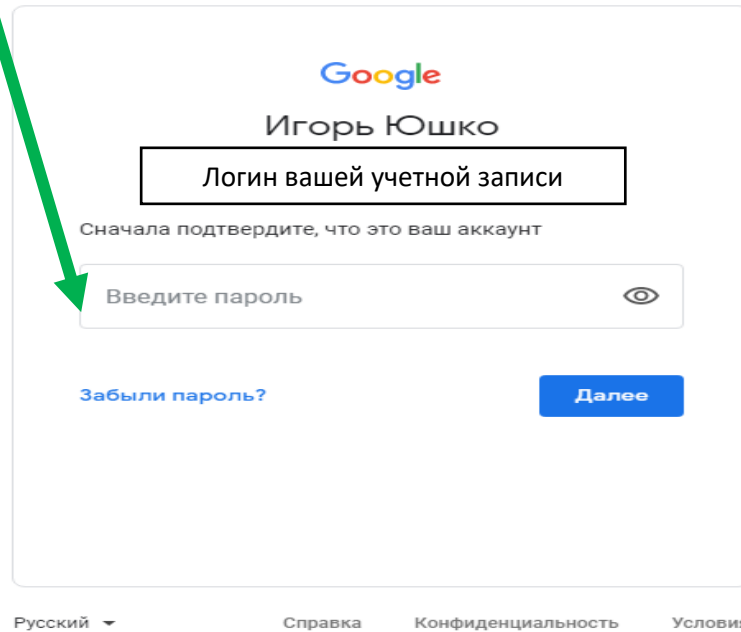 Google
Игорь Юшко
Логин вашей учетной записи
Сначала подтвердите, что это ваш аккаунт
Введите пароль
Забыли пароль?
Далее
Русский
Справка
Конфиденциальность
Условия